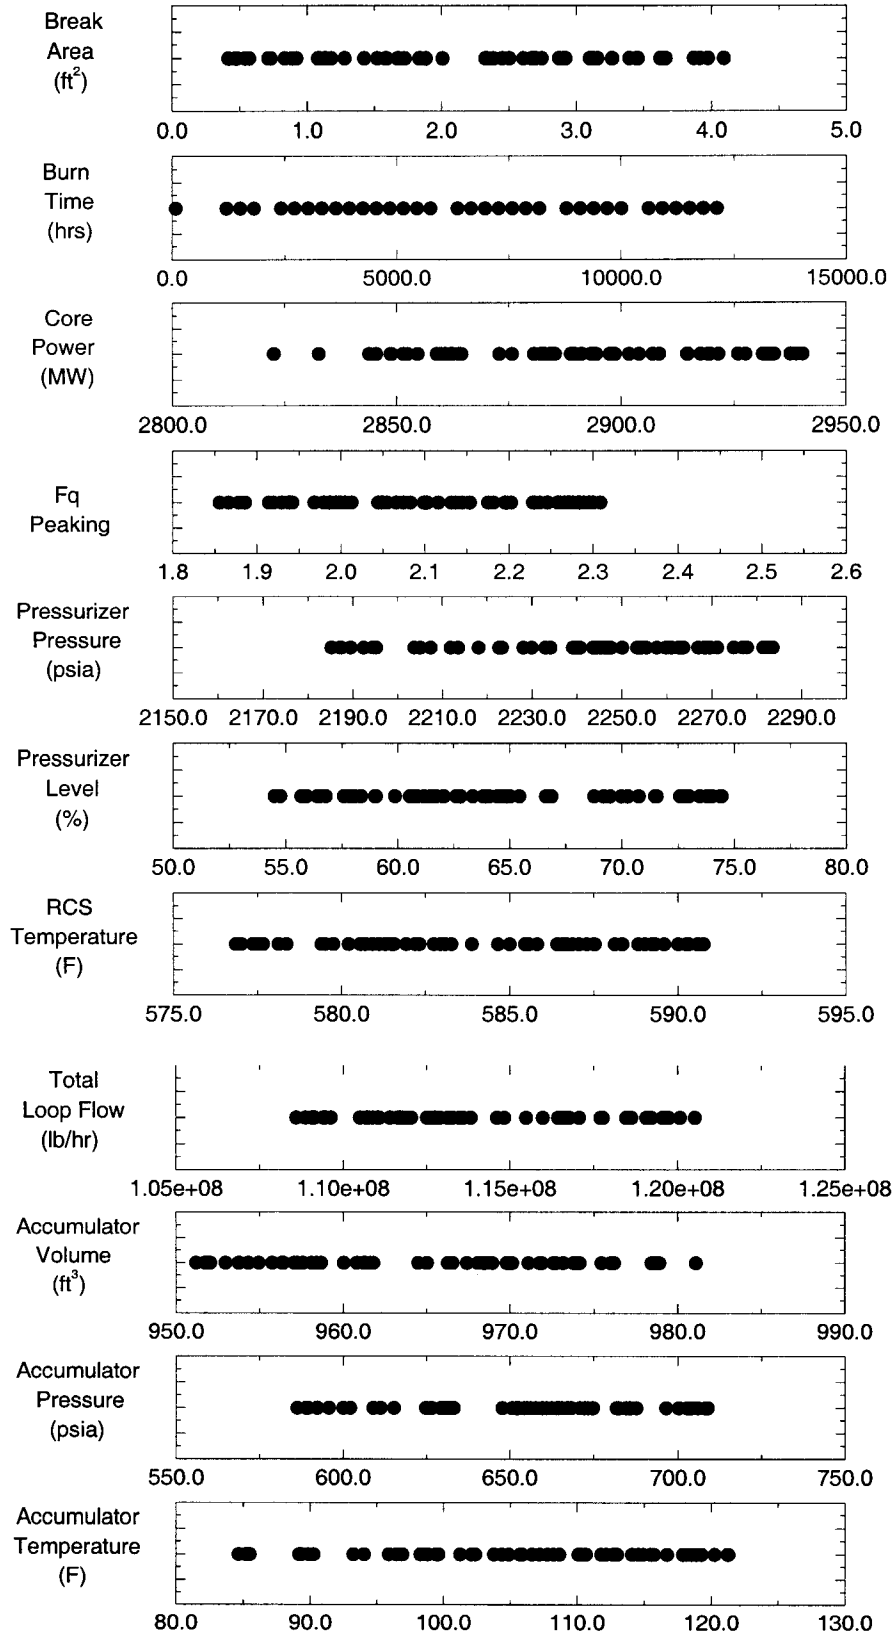 Break
Area
(ft²)
0.0 1.0 2.0 3.0 4.0 5.0
Burn
Time
(hrs)
0.0 5000.0 10000.0 15000.0
Core
Power
(MW)
2800.0 2850.0 2900.0 2950.0
Fq
Peaking
1.8 1.9 2.0 2.1 2.2 2.3 2.4 2.5 2.6
Pressurizer
Pressure
(psia)
2150.0 2170.0 2190.0 2210.0 2230.0 2250.0 2270.0 2290.0
Pressurizer
Level
(%)
50.0 55.0 60.0 65.0 70.0 75.0 80.0
RCS
Temperature
(F)
575.0 580.0 585.0 590.0 595.0
Total
Loop Flow
(lb/hr)
1.05e+08 1.10e+08 1.15e+08 1.20e+08 1.25e+08
Accumulator
Volume
(ft³)
950.0 960.0 970.0 980.0 990.0
Accumulator
Pressure
(psia)
550.0 600.0 650.0 700.0 750.0
Accumulator
Temperature
(F)
80.0 90.0 100.0 110.0 120.0 130.0